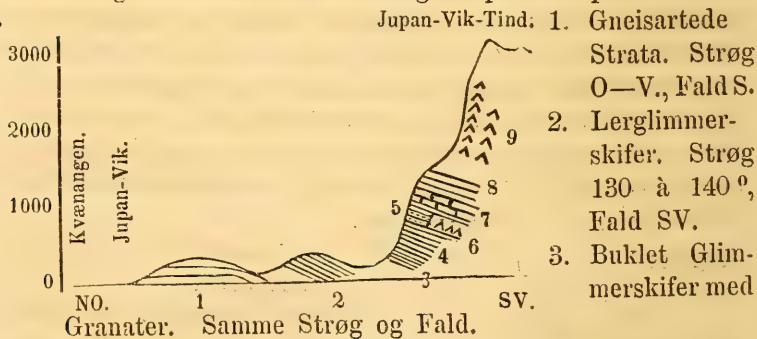 Jupan-Vik-Tind.
3000
2000
1000
0
Kvænangen.
Jupan-Vik.
9
8
5
7
6
4
3
NO. 1 2 SV.
1. Gneisartede
Strata. Strøg
O—V., Fald S.
2. Lerglimmer-
skifer. Strøg
130 à 140 º,
Fald SV.
3. Buklet Glim-
merskifer med
Granater. Samme Strøg og Fald.